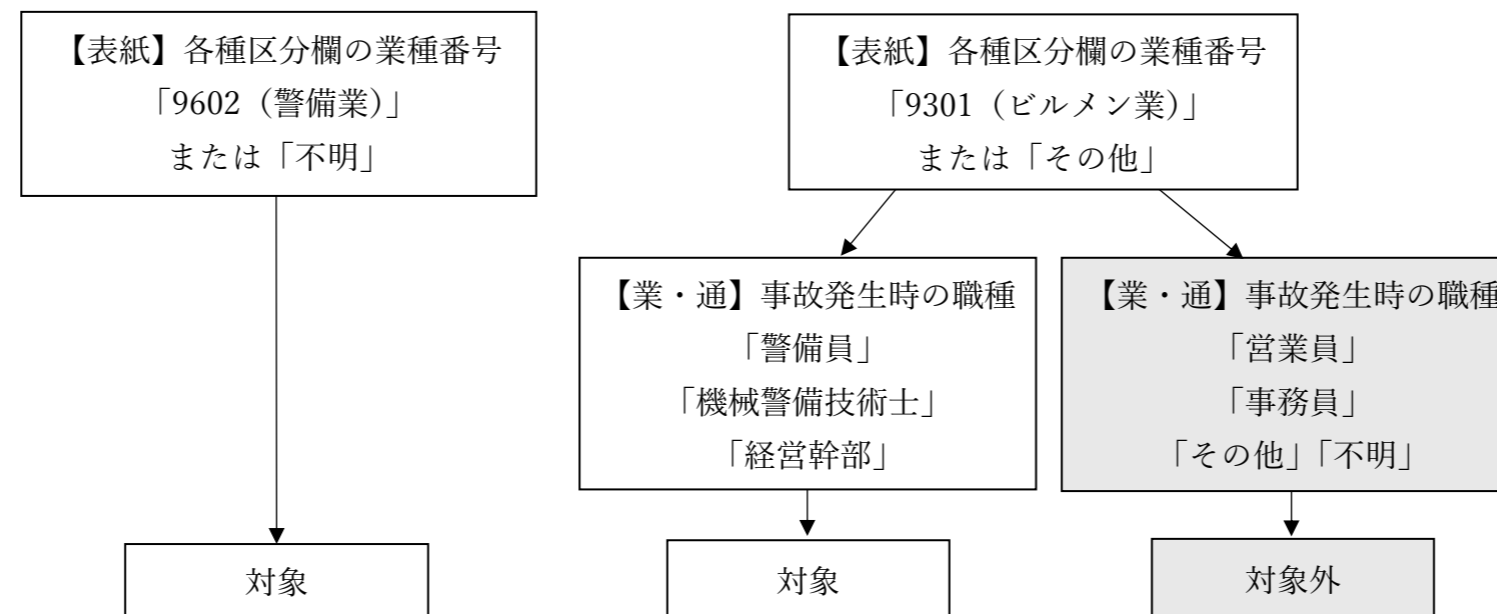 【表紙】各種区分欄の業種番号
「9602（警備業）」
または「不明」
【表紙】各種区分欄の業種番号
「9301（ビルメン業）」
または「その他」
【業・通】事故発生時の職種
「警備員」
「機械警備技術士」
「経営幹部」
【業・通】事故発生時の職種
「営業員」
「事務員」
「その他」「不明」
対象
対象
対象外